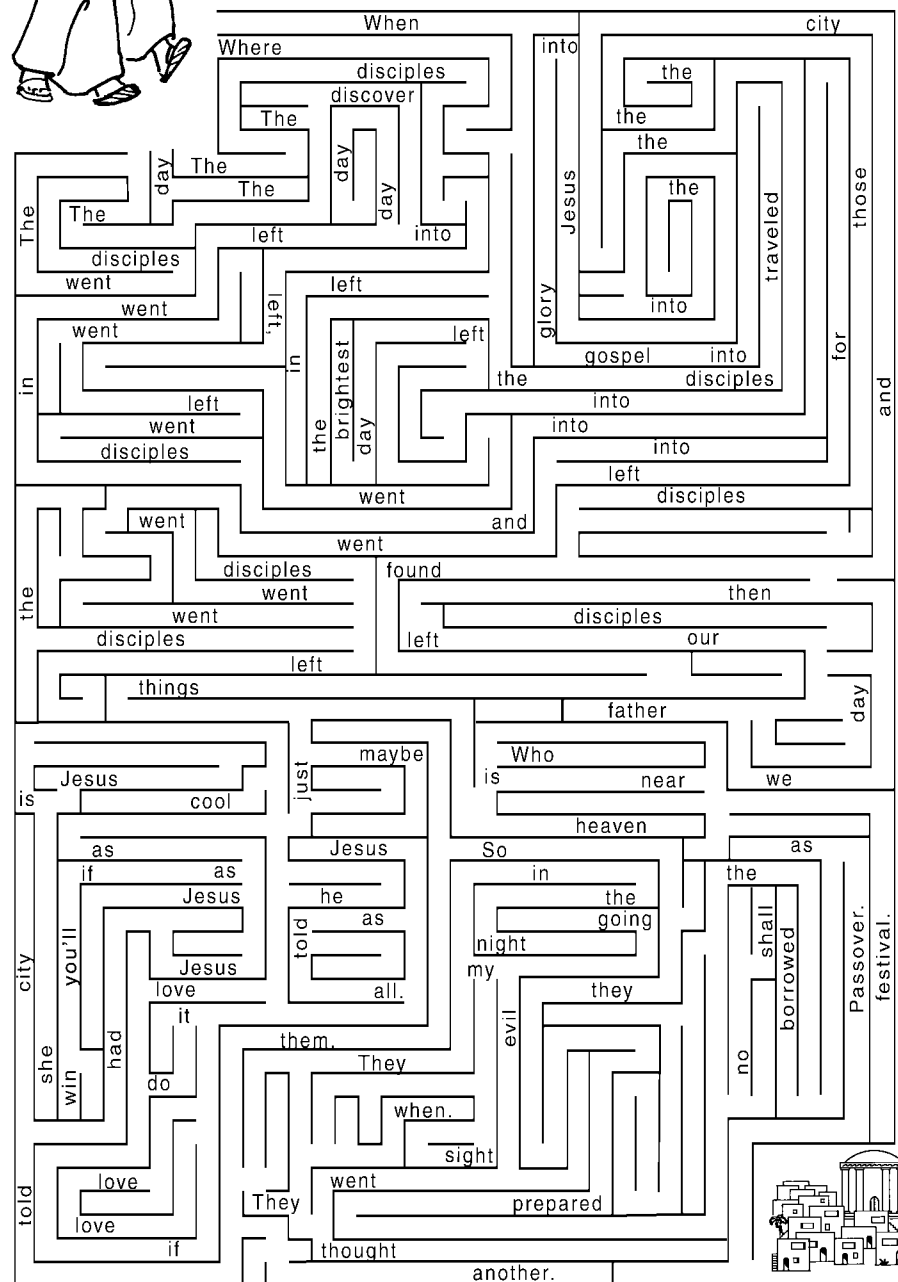 When
city
Where
into
disciples
the
discover
The
the
The
day
day
the
The
day
the
The
The
Jesus
traveled
those
left
into
disciples
went
left
glory
into
went
left,
went
left
gospel
into
in
in
the
disciples
brightest
for
and
left
into
went
the
day
into
disciples
into
left
went
disciples
went
and
went
disciples
found
the
went
then
went
disciples
disciples
left
our
left
things
day
father
maybe
Who
just
Jesus
is
near
we
is
cool
heaven
as
Jesus
So
as
if
as
in
the
Jesus
he
the
as
going
shall
told
night
you'll
borrowed
Passover.
festival.
city
Jesus
my
love
all.
they
it
evil
had
them.
They
she
no
win
do
when.
sight
love
went
told
They
prepared
love
if
thought
another.